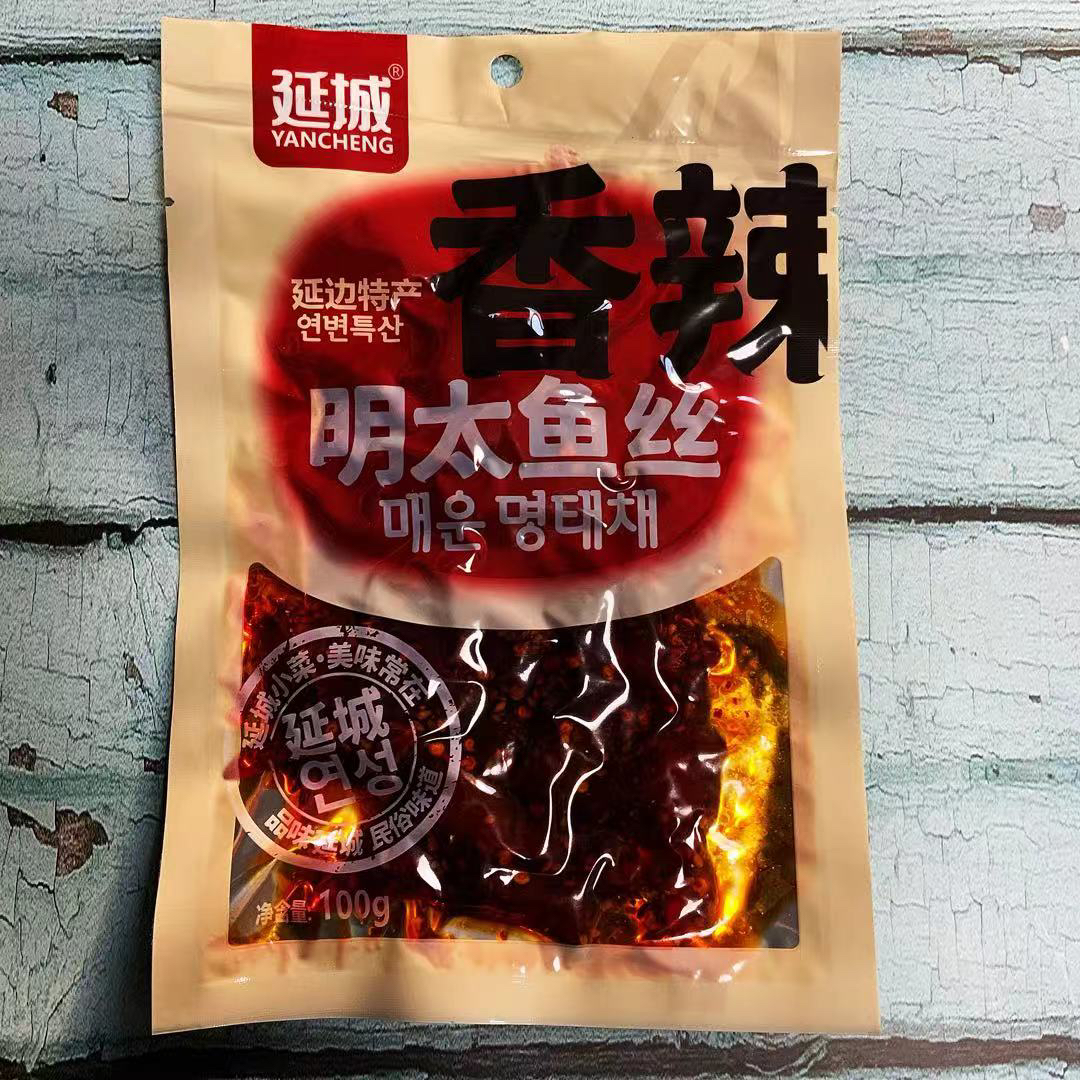 延城®
YANCHENG
香辣
延边特产
연변특산
明太鱼丝
매운 명태채
延城小菜·美味常在
延城
연성
品味延城 民俗味道
净含量: 100g